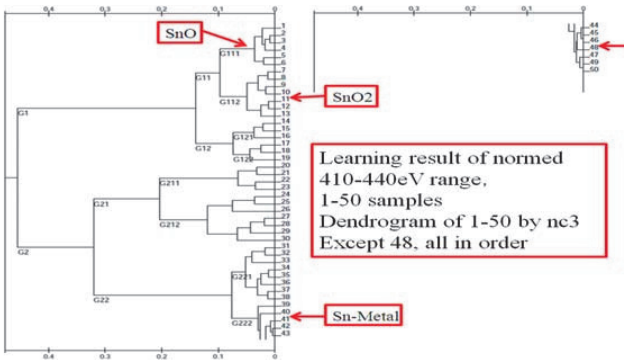 0,4 0,3 0,2 0,1 0
0,4 0,3 0,2 0,1 0
SnO
G111
G11
G112
SnO2
G1
G12
G121
G122
G211
G21
G212
G2
G22
G221
G222
Sn-Metal
1
2
3
4
5
6
7
8
9
10
11
12
13
14
15
16
17
18
19
20
21
22
23
24
25
26
27
28
29
30
31
32
33
34
35
36
37
38
39
40
41
42
43
0,4 0,3 0,2 0,1 0
44
45
46
48
47
49
50
Learning result of normed
410-440eV range,
1-50 samples
Dendrogram of 1-50 by nc3
Except 48, all in order